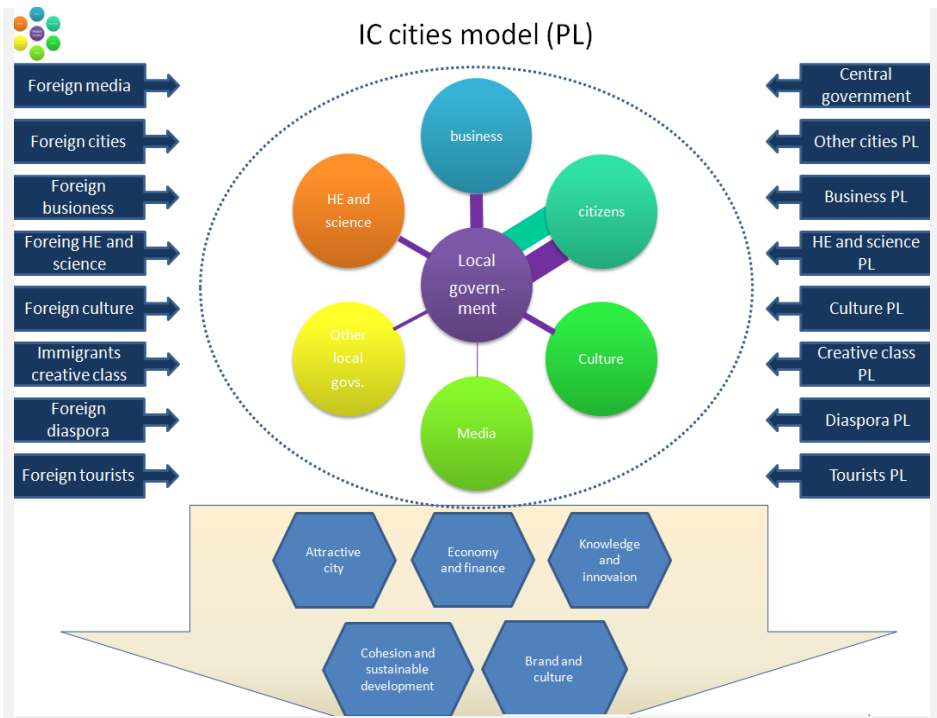 IC cities model (PL)
Foreign media
Foreign cities
Foreign
busioness
Foreing HE and
science
Foreign culture
Immigrants
creative class
Foreign
diaspora
Foreign tourists
business
HE and
science
citizens
Local
govern-
ment
Other
local
govs.
Culture
Media
Central
government
Other cities PL
Business PL
HE and science
PL
Culture PL
Creative class
PL
Diaspora PL
Tourists PL
Attractive
city
Economy
and finance
Knowledge
and
innovaion
Cohesion and
sustainable
development
Brand and
culture